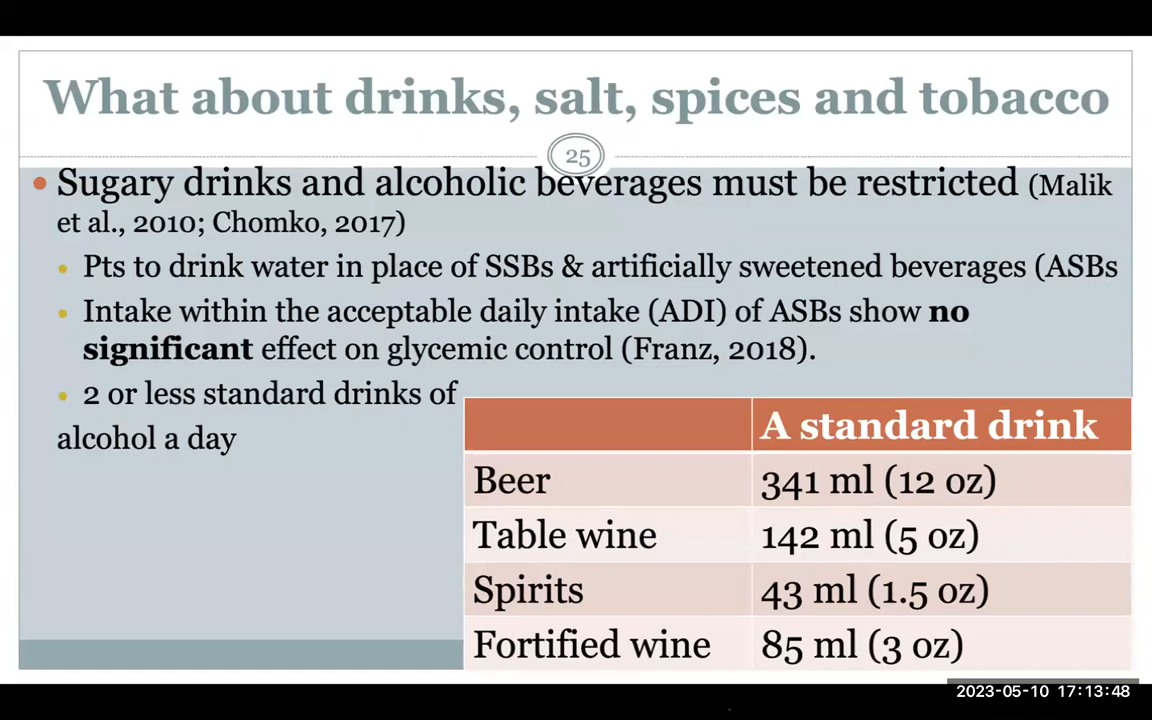 What about drinks, salt, spices and tobacco
25
• Sugary drinks and alcoholic beverages must be restricted (Malik
et al., 2010; Chomko, 2017)
• Pts to drink water in place of SSBs & artificially sweetened beverages (ASBs
• Intake within the acceptable daily intake (ADI) of ASBs show no
significant effect on glycemic control (Franz, 2018).
• 2 or less standard drinks of
alcohol a day
A standard drink
Beer 341 ml (12 oz)
Table wine 142 ml (5 oz)
Spirits 43 ml (1.5 oz)
Fortified wine 85 ml (3 oz)
2023-05-10 17:13:48